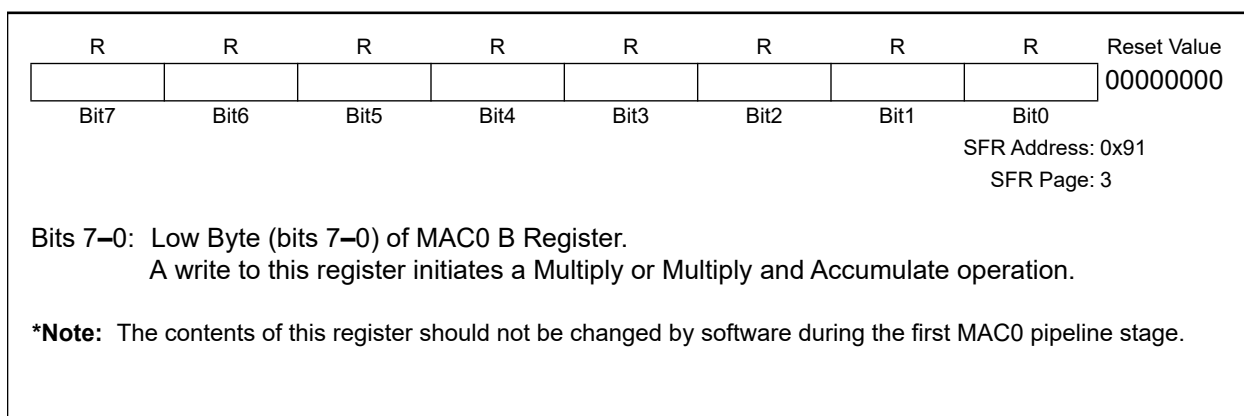 R R R R R R R R Reset Value
00000000
Bit7 Bit6 Bit5 Bit4 Bit3 Bit2 Bit1 Bit0
SFR Address: 0x91
SFR Page: 3
Bits 7–0: Low Byte (bits 7–0) of MAC0 B Register.
A write to this register initiates a Multiply or Multiply and Accumulate operation.
*Note: The contents of this register should not be changed by software during the first MAC0 pipeline stage.